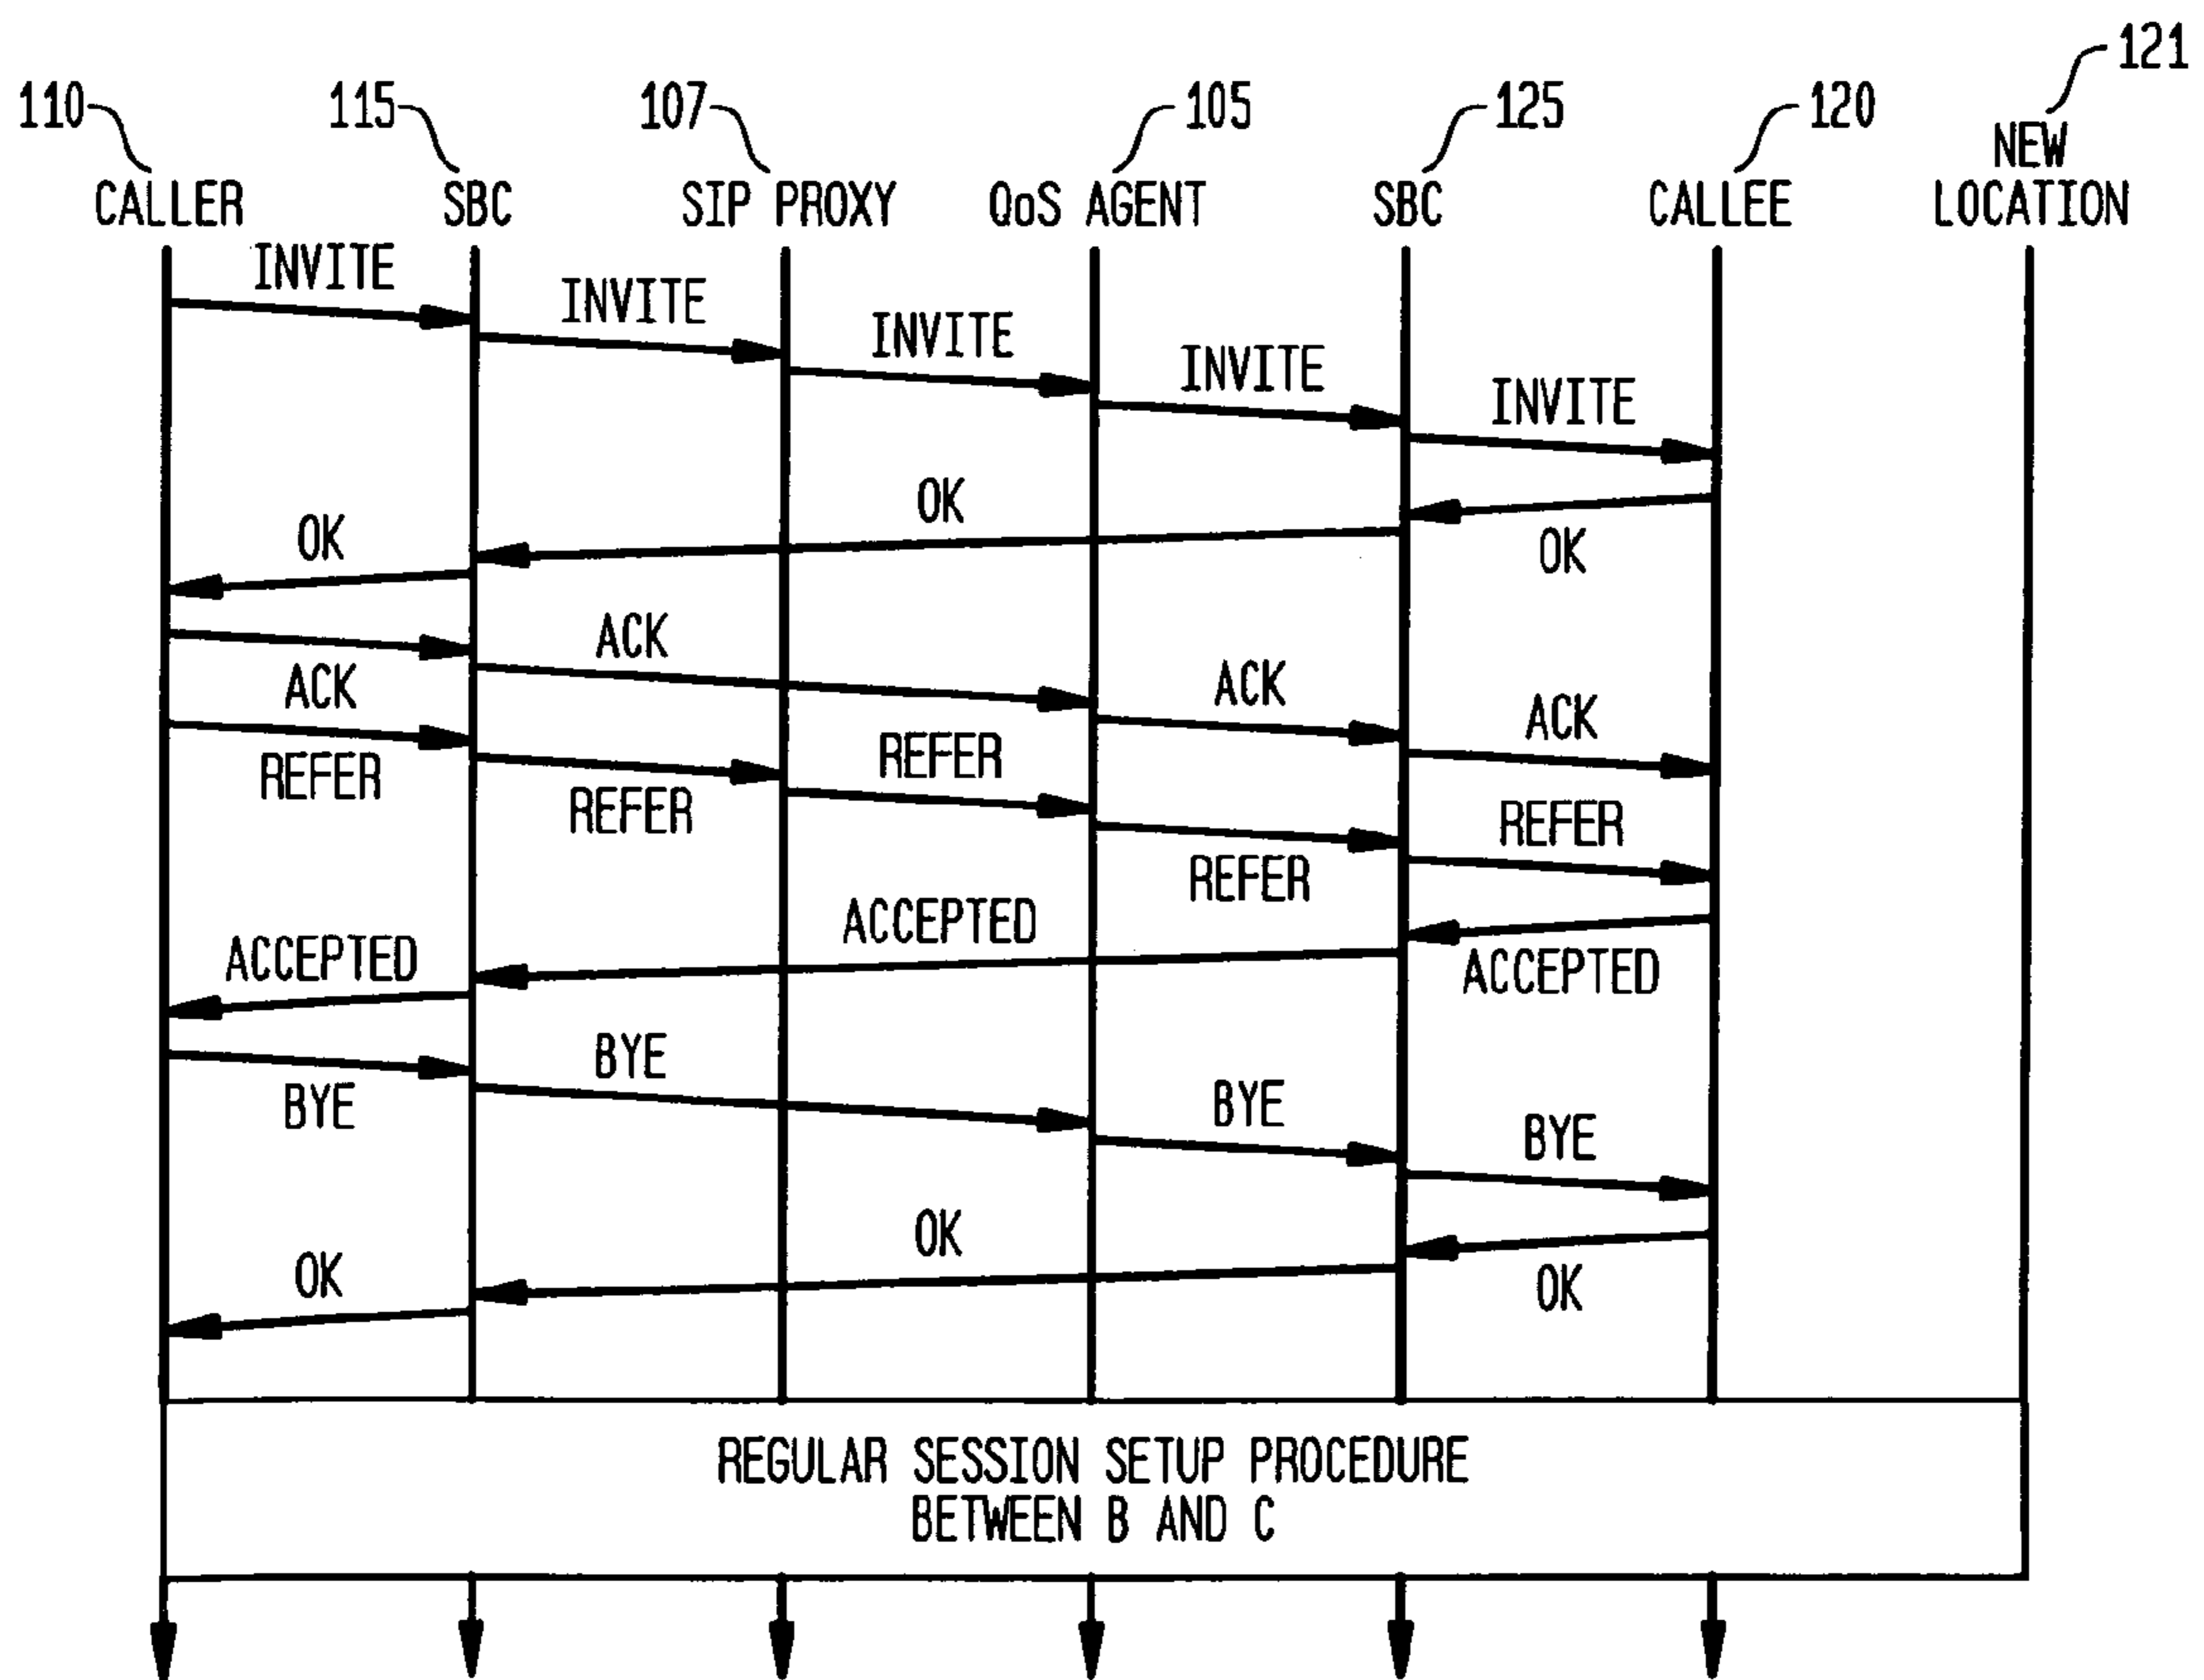 121
110
115
107
105
125
120
NEW
LOCATION
CALLER
SBC
SIP PROXY
QoS AGENT
SBC
CALLEE
INVITE
INVITE
INVITE
INVITE
INVITE
OK
OK
OK
ACK
ACK
ACK
ACK
REFER
REFER
REFER
REFER
REFER
ACCEPTED
ACCEPTED
ACCEPTED
BYE
BYE
BYE
BYE
OK
OK
OK
REGULAR SESSION SETUP PROCEDURE
BETWEEN B AND C